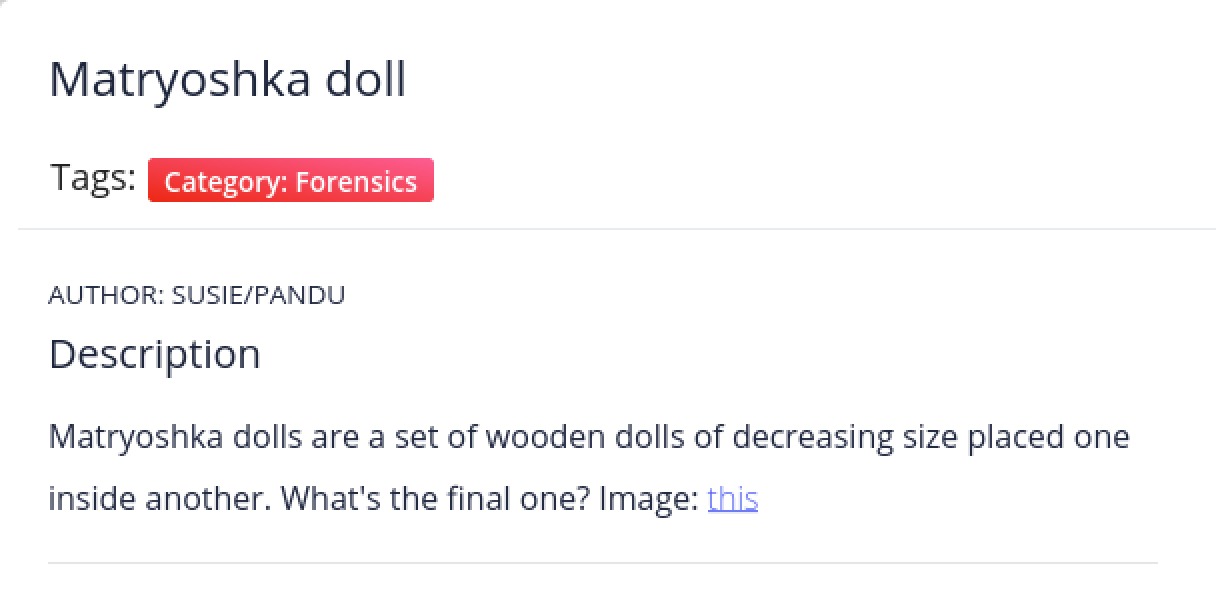 Matryoshka doll
Tags: Category: Forensics
AUTHOR: SUSIE/PANDU
Description
Matryoshka dolls are a set of wooden dolls of decreasing size placed one
inside another. What's the final one? Image: this